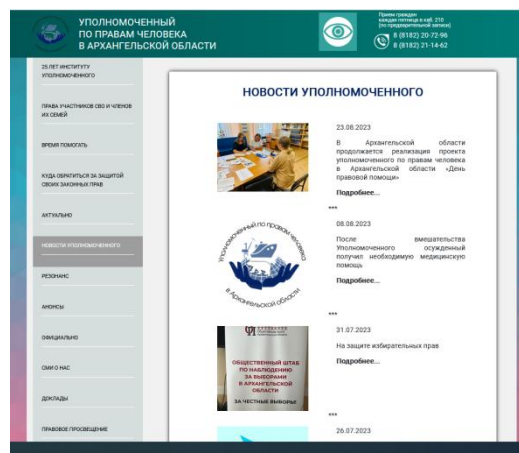 УПОЛНОМОЧЕННЫЙ
ПО ПРАВАМ ЧЕЛОВЕКА
В АРХАНГЕЛЬСКОЙ ОБЛАСТИ
Прием граждан
каждая пятница в каб. 210
(по предварительной записи)
8 (8182) 20-72-96
8 (8182) 21-14-62
25 ЛЕТ ИНСТИТУТУ
УПОЛНОМОЧЕННОГО
ПРАВА УЧАСТНИКОВ СВО И ЧЛЕНОВ
ИХ СЕМЕЙ
ВРЕМЯ ПОМОГАТЬ
КУДА ОБРАТИТЬСЯ ЗА ЗАЩИТОЙ
СВОИХ ЗАКОННЫХ ПРАВ
АКТУАЛЬНО
НОВОСТИ УПОЛНОМОЧЕННОГО
РЕЗОНАНС
АНОНСЫ
ОФИЦИАЛЬНО
СМИ О НАС
ДОКЛАДЫ
ПРАВОВОЕ ПРОСВЕЩЕНИЕ
НОВОСТИ УПОЛНОМОЧЕННОГО
23.08.2023
В Архангельской области
продолжается реализация проекта
уполномоченного по правам человека
в Архангельской области «День
правовой помощи»
Подробнее...
***
Уполномоченный по правам человека
в Архангельской области
08.08.2023
После вмешательства
Уполномоченного осужденный
получил необходимую медицинскую
помощь
Подробнее...
***
ОБЩЕСТВЕННЫЙ ШТАБ
ПО НАБЛЮДЕНИЮ
ЗА ВЫБОРАМИ
В АРХАНГЕЛЬСКОЙ
ОБЛАСТИ
ЗА ЧЕСТНЫЕ ВЫБОРЫ!
31.07.2023
На защите избирательных прав
Подробнее...
***
26.07.2023